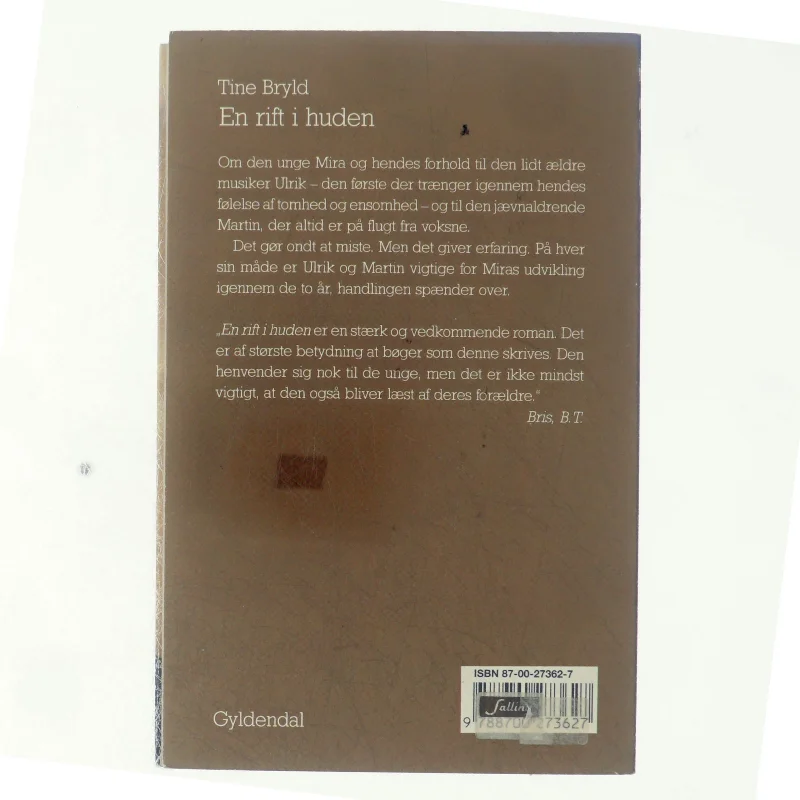 Tine Bryld
En rift i huden
Om den unge Mira og hendes forhold til den lidt ældre
musiker Ulrik – den første der trænger igennem hendes
følelse af tomhed og ensomhed – og til den jævnaldrende
Martin, der altid er på flugt fra voksne.
Det gør ondt at miste. Men det giver erfaring. På hver
sin måde er Ulrik og Martin vigtige for Miras udvikling
igennem de to år, handlingen spænder over.
„En rift i huden er en stærk og vedkommende roman. Det
er af største betydning at bøger som denne skrives. Den
henvender sig nok til de unge, men det er ikke mindst
vigtigt, at den også bliver læst af deres forældre.“
Bris, B.T.
ISBN 87-00-27362-7
Salling
9 788700 273627
Gyldendal